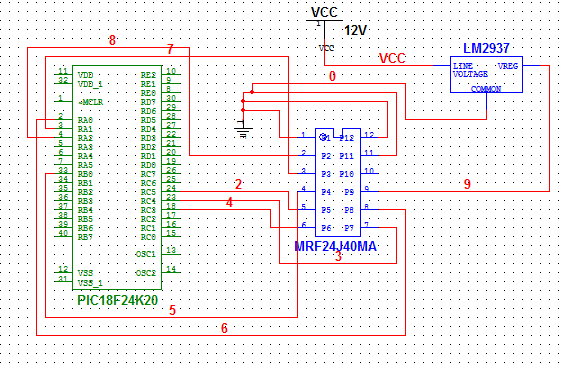 VCC
1
12V
VCC
8
7
VCC
LM2937
0
LINE VREG
VOLTAGE
COMMON
11 VDD RE2 10
32 VDD_1 RE1 9
RE0 8
1 *MCLR RD7 30
RD6 29
2 RA0 RD5 28
3 RA1 RD4 27
4 RA2 RD3 22
5 RA3 RD2 21
6 RA4 RD1 20
7 RA5 RD0 19
33 RB0 RC7 26
34 RB1 RC6 25
35 RB2 RC5 24
36 RB3 RC4 23
37 RB4 RC3 18
38 RB5 RC2 17
39 RB6 RC1 16
40 RB7 RC0 15
OSC1 13
12 VSS OSC2 14
31 VSS_1
PIC18F24K20
1 P1 P12 12
2 P2 P11 11
3 P3 P10 10
4 P4 P9 9
5 P5 P8 8
6 P6 P7 7
MRF24J40MA
2
4
9
3
5
6